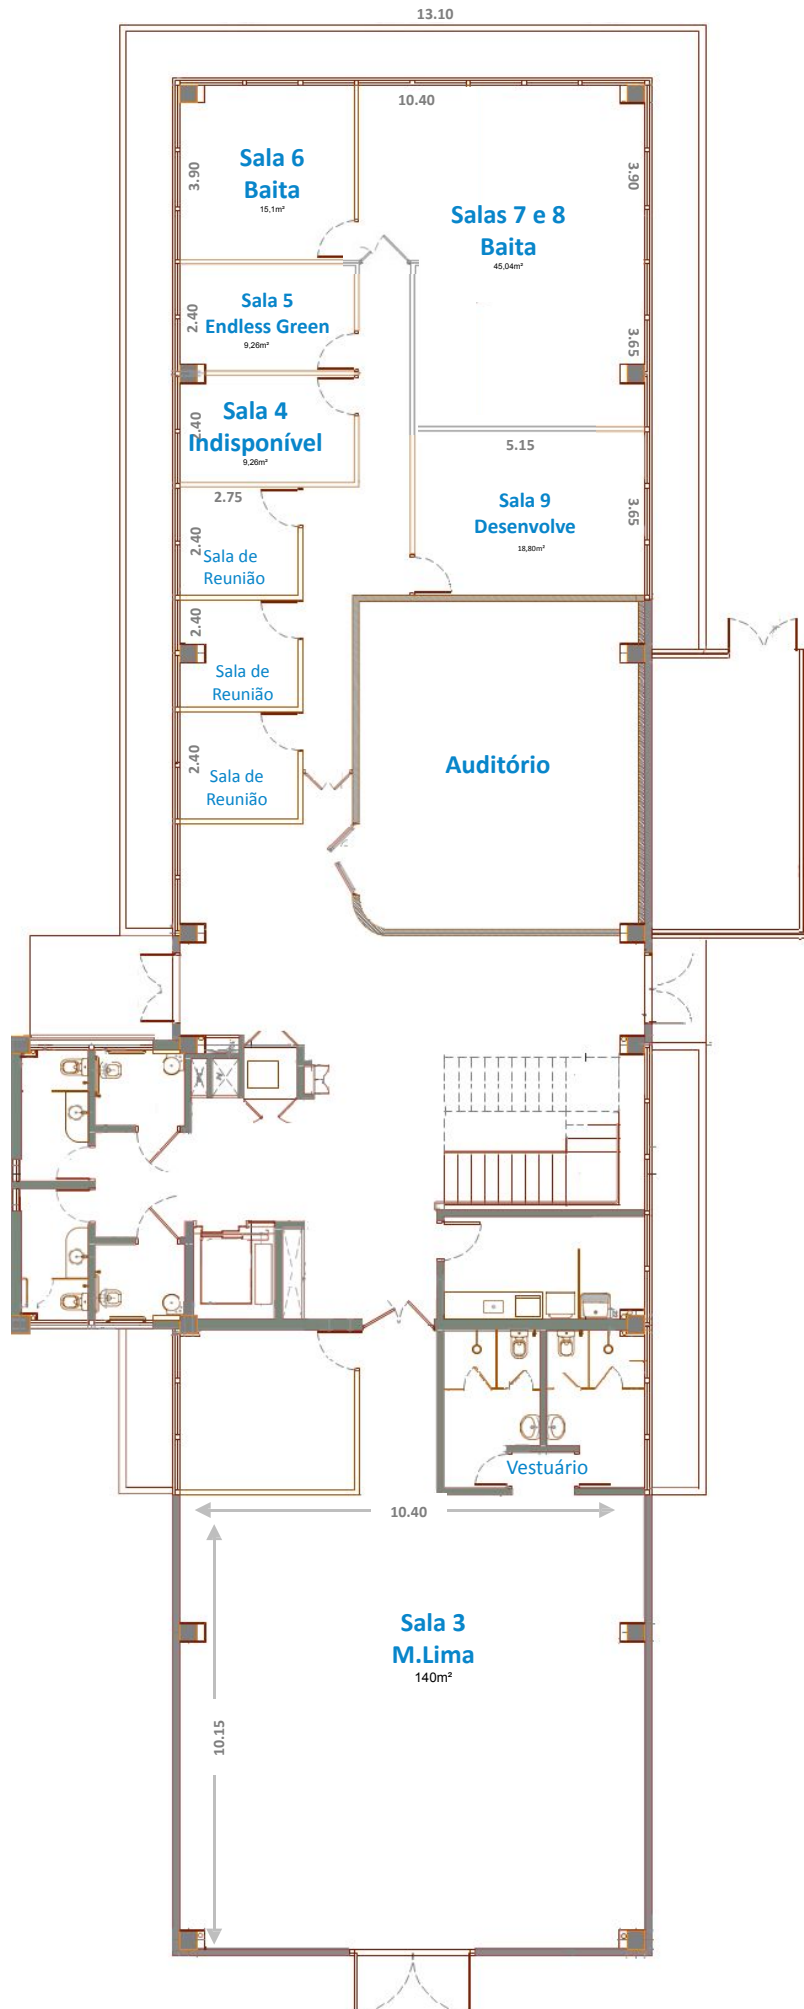 13.10
10.40
3.90
Sala 6
Baita
15,1m²
3.90
Salas 7 e 8
Baita
45,04m²
2.40
Sala 5
Endless Green
9,26m²
3.65
2.40
Sala 4
Indisponível
9,26m²
5.15
2.75
Sala 9
Desenvolve
18,80m²
3.65
2.40
Sala de
Reunião
2.40
Sala de
Reunião
2.40
Sala de
Reunião
Auditório
Vestuário
10.40
Sala 3
M.Lima
140m²
10.15